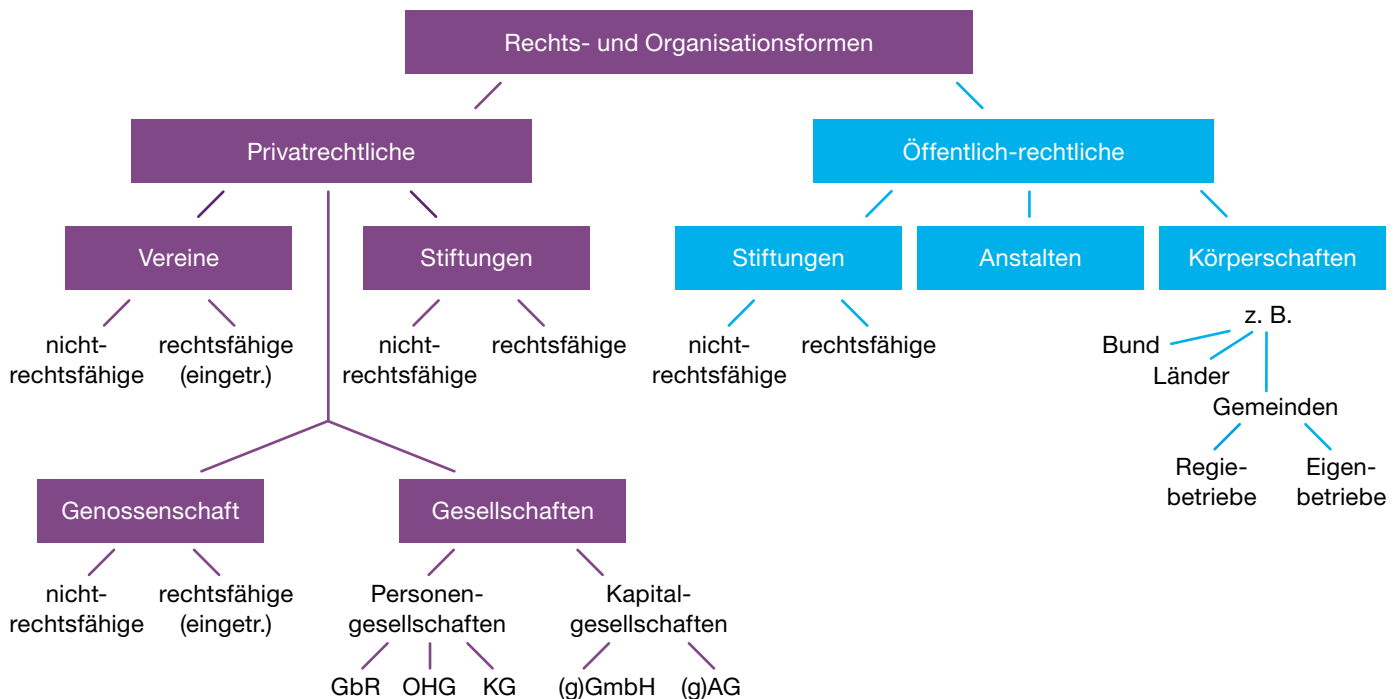 Rechts- und Organisationsformen
Privatrechtliche
Öffentlich-rechtliche
Vereine
Stiftungen
Stiftungen
Anstalten
Körperschaften
nicht-
rechtsfähige
rechtsfähige
(eingetr.)
nicht-
rechtsfähige
rechtsfähige
nicht-
rechtsfähige
rechtsfähige
z. B.
Bund
Länder
Gemeinden
Regie-
betriebe
Eigen-
betriebe
Genossenschaft
Gesellschaften
nicht-
rechtsfähige
rechtsfähige
(eingetr.)
Personen-
gesellschaften
Kapital-
gesellschaften
GbR
OHG
KG
(g)GmbH
(g)AG